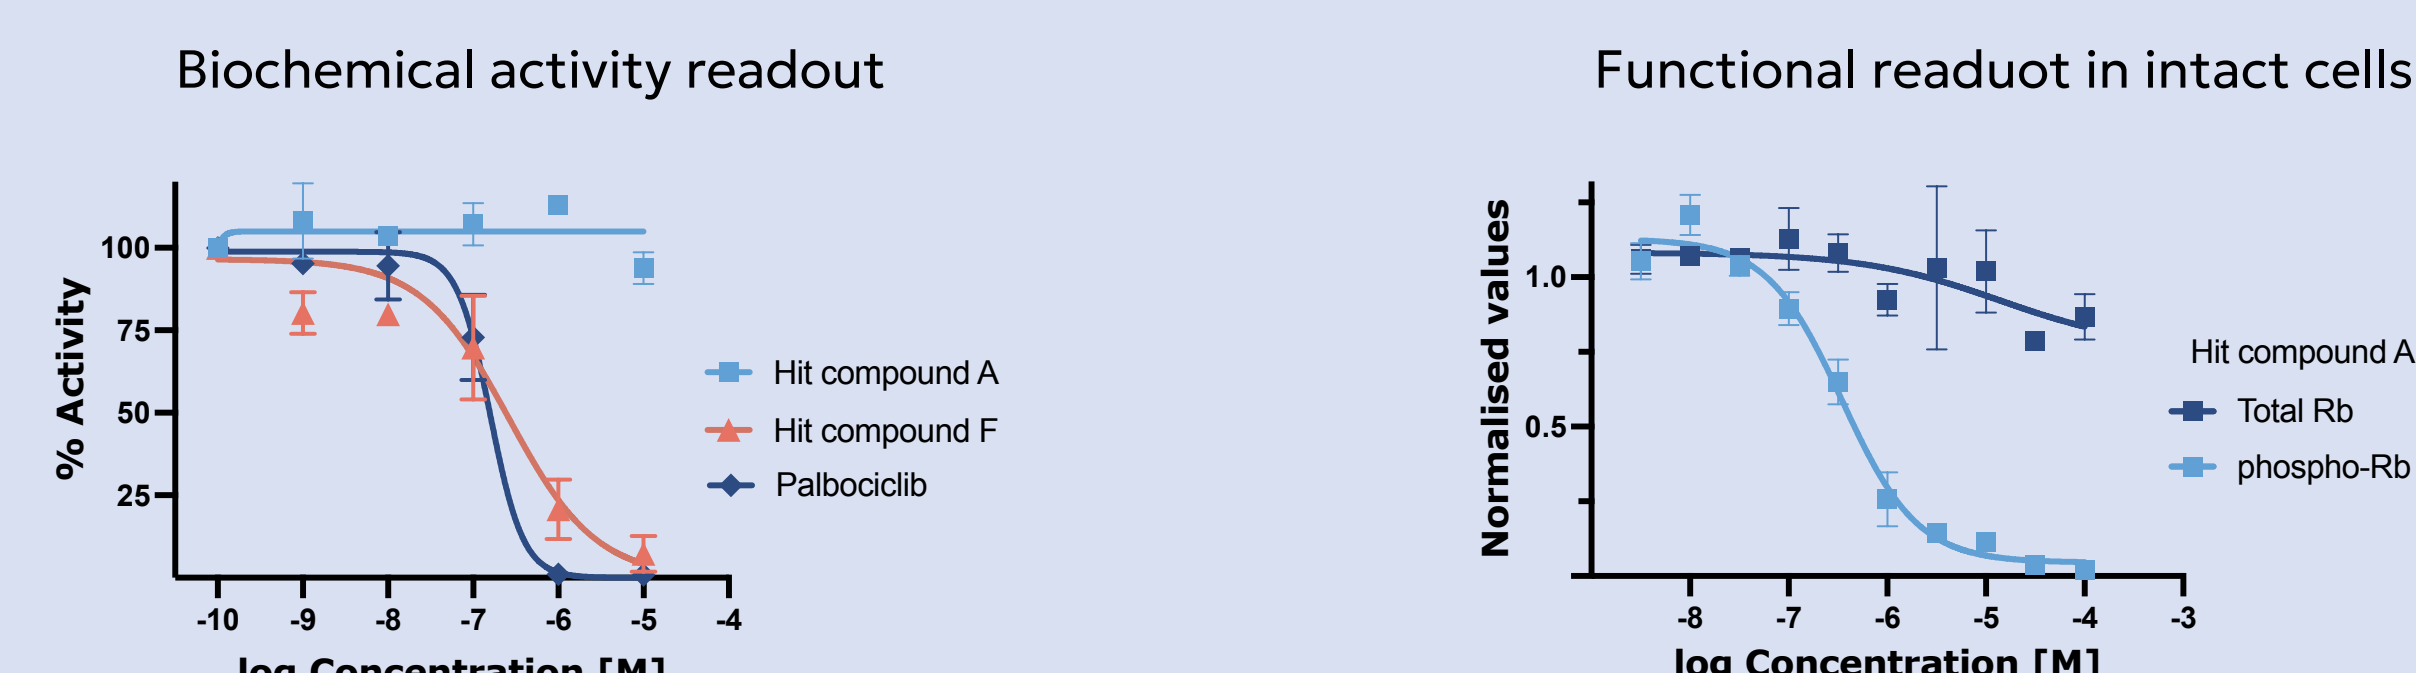 Biochemical activity readout
% Activity
100
75
50
25
-10 -9 -8 -7 -6 -5 -4
log Concentration [M]
Hit compound A
Hit compound F
Palbociclib
Functional readuot in intact cells
Normalised values
1.0
0.5
-8 -7 -6 -5 -4 -3
log Concentration [M]
Hit compound A
Total Rb
phospho-Rb